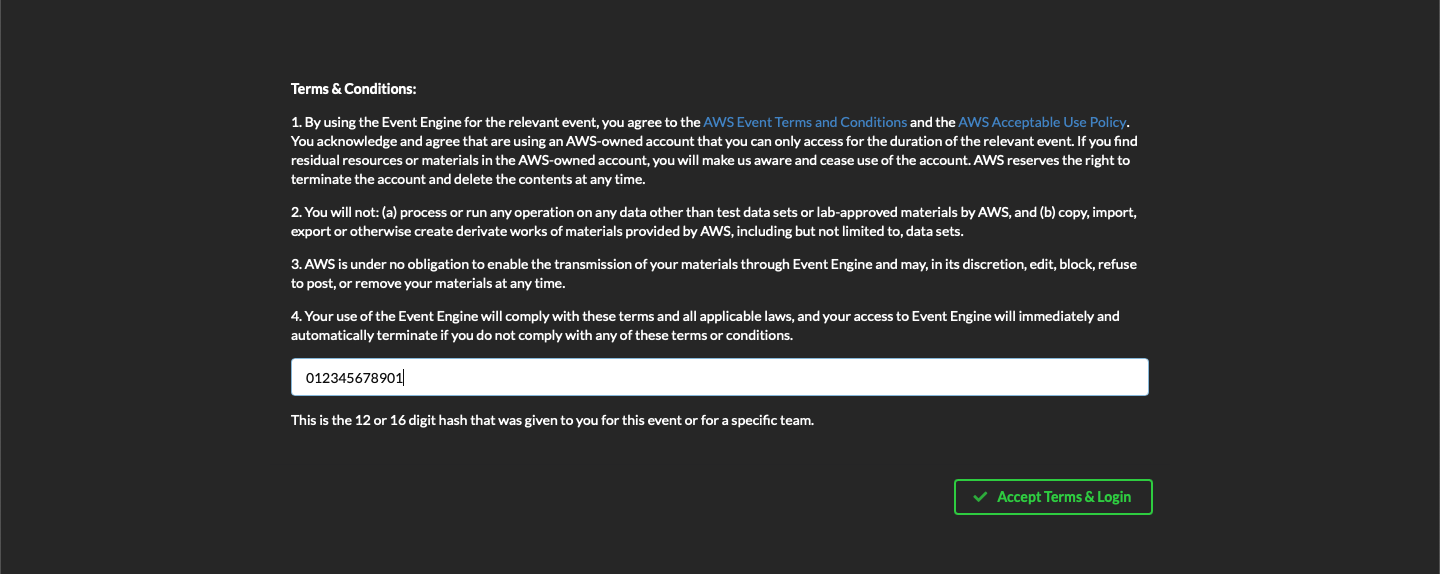 Terms & Conditions:
1. By using the Event Engine for the relevant event, you agree to the AWS Event Terms and Conditions and the AWS Acceptable Use Policy.
You acknowledge and agree that are using an AWS-owned account that you can only access for the duration of the relevant event. If you find
residual resources or materials in the AWS-owned account, you will make us aware and cease use of the account. AWS reserves the right to
terminate the account and delete the contents at any time.
2. You will not: (a) process or run any operation on any data other than test data sets or lab-approved materials by AWS, and (b) copy, import,
export or otherwise create derivate works of materials provided by AWS, including but not limited to, data sets.
3. AWS is under no obligation to enable the transmission of your materials through Event Engine and may, in its discretion, edit, block, refuse
to post, or remove your materials at any time.
4. Your use of the Event Engine will comply with these terms and all applicable laws, and your access to Event Engine will immediately and
automatically terminate if you do not comply with any of these terms or conditions.
012345678901
This is the 12 or 16 digit hash that was given to you for this event or for a specific team.
Accept Terms & Login